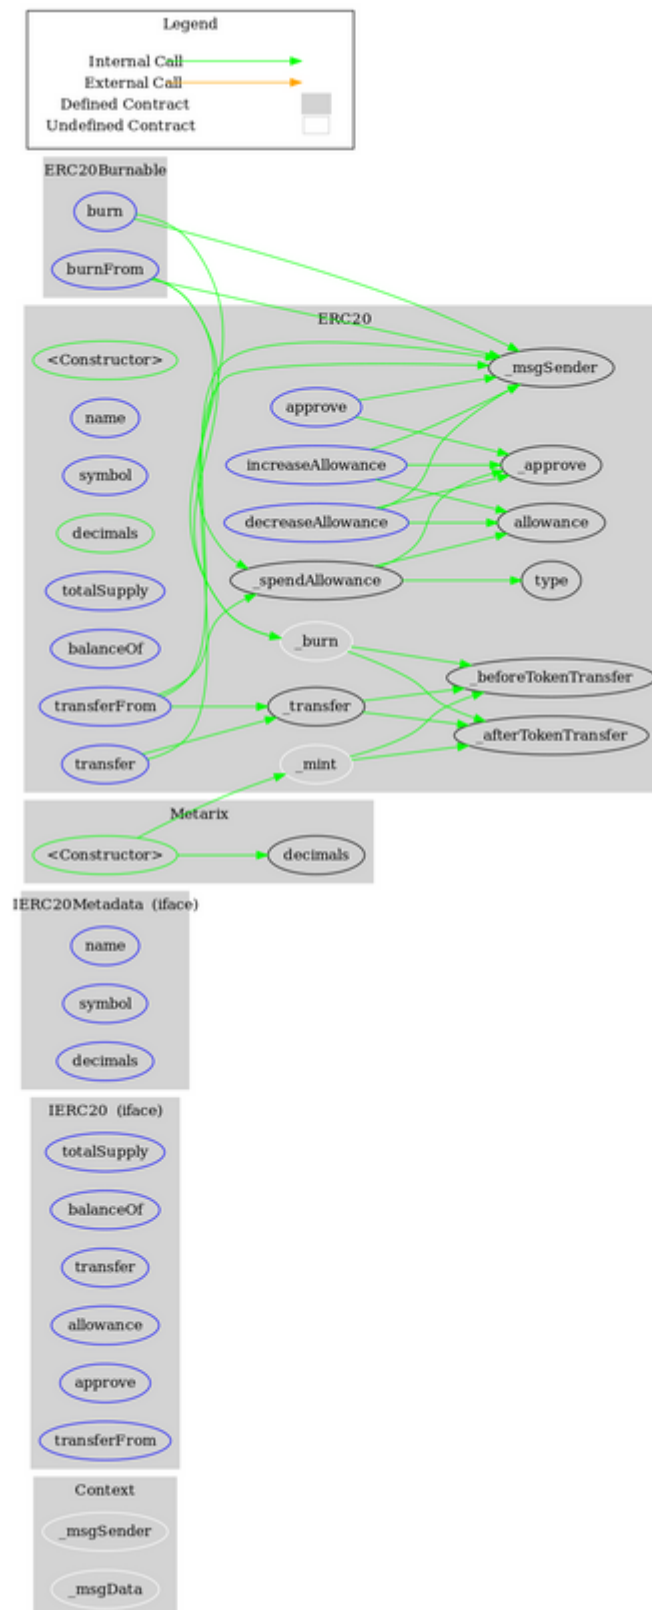 Legend
Internal Call
External Call
Defined Contract
Undefined Contract
ERC20Burnable
burn
burnFrom
ERC20
<Constructor>
name
symbol
decimals
totalSupply
balanceOf
transferFrom
transfer
approve
increaseAllowance
decreaseAllowance
_spendAllowance
_burn
_transfer
_mint
_msgSender
_approve
allowance
type
_beforeTokenTransfer
_afterTokenTransfer
Metarix
<Constructor>
decimals
IERC20Metadata (iface)
name
symbol
decimals
IERC20 (iface)
totalSupply
balanceOf
transfer
allowance
approve
transferFrom
Context
_msgSender
_msgData